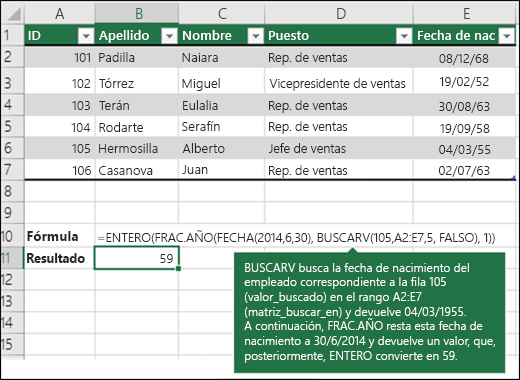 A B C D E
1 ID Apellido Nombre Puesto Fecha de nac
2 101 Padilla Naiara Rep. de ventas 08/12/68
3 102 Tórrez Miguel Vicepresidente de ventas 19/02/52
4 103 Terán Eulalia Rep. de ventas 30/08/63
5 104 Rodarte Serafín Rep. de ventas 19/09/58
6 105 Hermosilla Alberto Jefe de ventas 04/03/55
7 106 Casanova Juan Rep. de ventas 02/07/63
8
9
10 Fórmula =ENTERO(FRAC.AÑO(FECHA(2014,6,30), BUSCARV(105,A2:E7,5, FALSO), 1))
11 Resultado 59
12
13
14
15
BUSCARV busca la fecha de nacimiento del
empleado correspondiente a la fila 105
(valor_buscado) en el rango A2:E7
(matriz_buscar_en) y devuelve 04/03/1955.
A continuación, FRAC.AÑO resta esta fecha de
nacimiento a 30/6/2014 y devuelve un valor, que,
posteriormente, ENTERO convierte en 59.